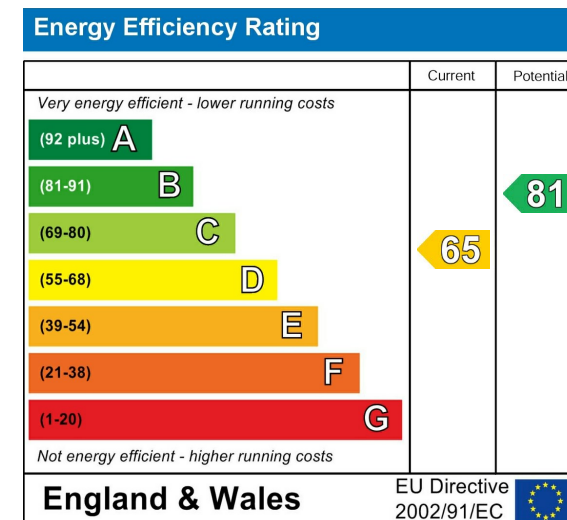 Energy Efficiency Rating
Current Potential
Very energy efficient - lower running costs
(92 plus) A
(81-91) B
81
(69-80) C
65
(55-68) D
(39-54) E
(21-38) F
(1-20) G
Not energy efficient - higher running costs
England & Wales
EU Directive
2002/91/EC